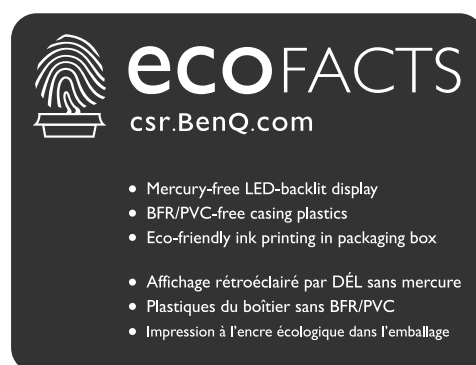 ecoFACTS
csr.BenQ.com
• Mercury-free LED-backlit display
• BFR/PVC-free casing plastics
• Eco-friendly ink printing in packaging box
• Affichage rétroéclairé par DÉL sans mercure
• Plastiques du boîtier sans BFR/PVC
• Impression à l'encre écologique dans l'emballage